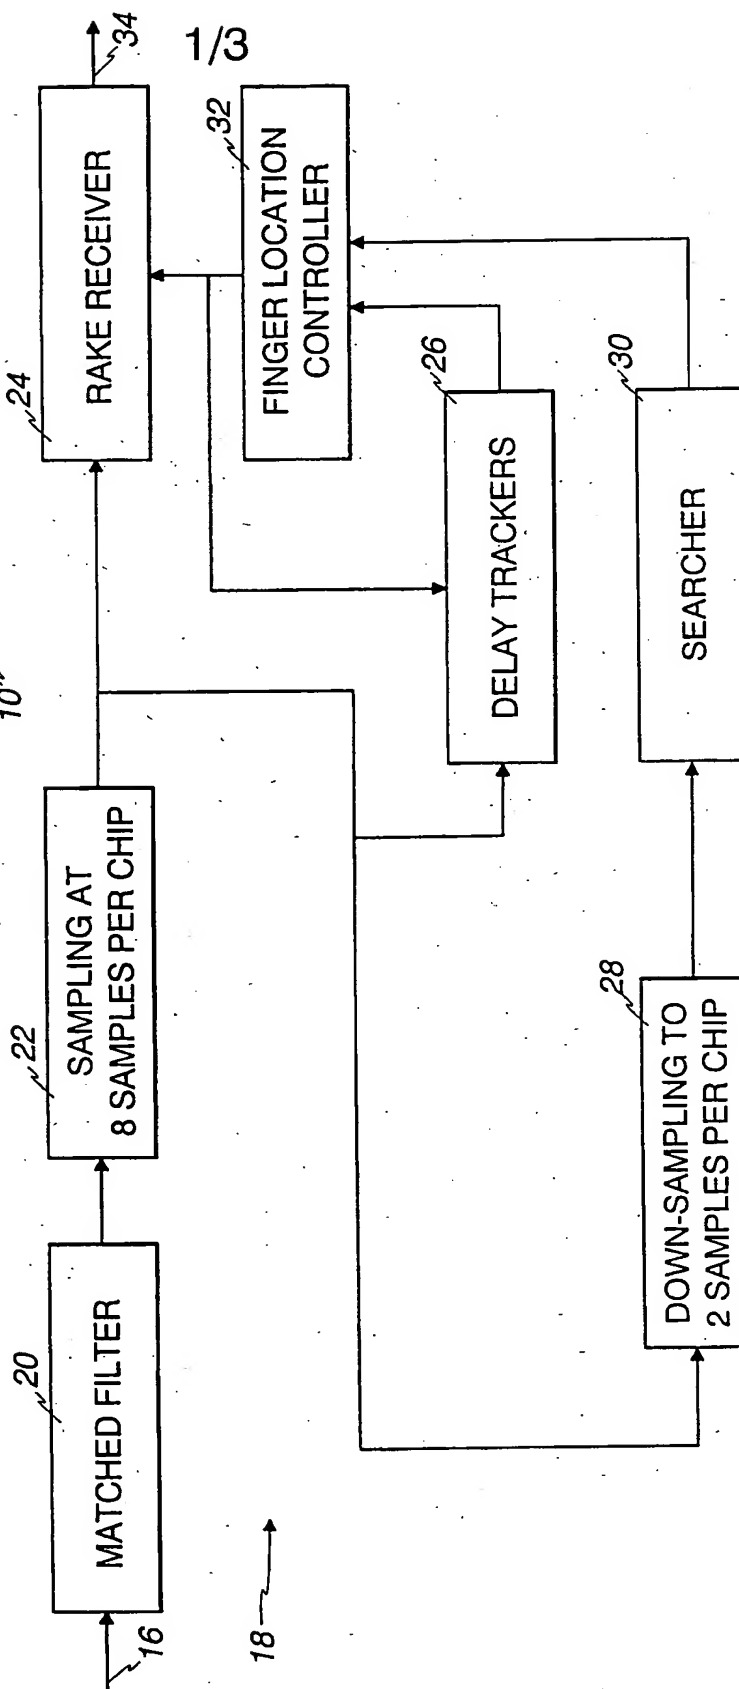 1/3
10
16
20
MATCHED FILTER
22
SAMPLING AT
8 SAMPLES PER CHIP
24
RAKE RECEIVER
34
32
FINGER LOCATION
CONTROLLER
26
DELAY TRACKERS
18
28
DOWN-SAMPLING TO
2 SAMPLES PER CHIP
30
SEARCHER